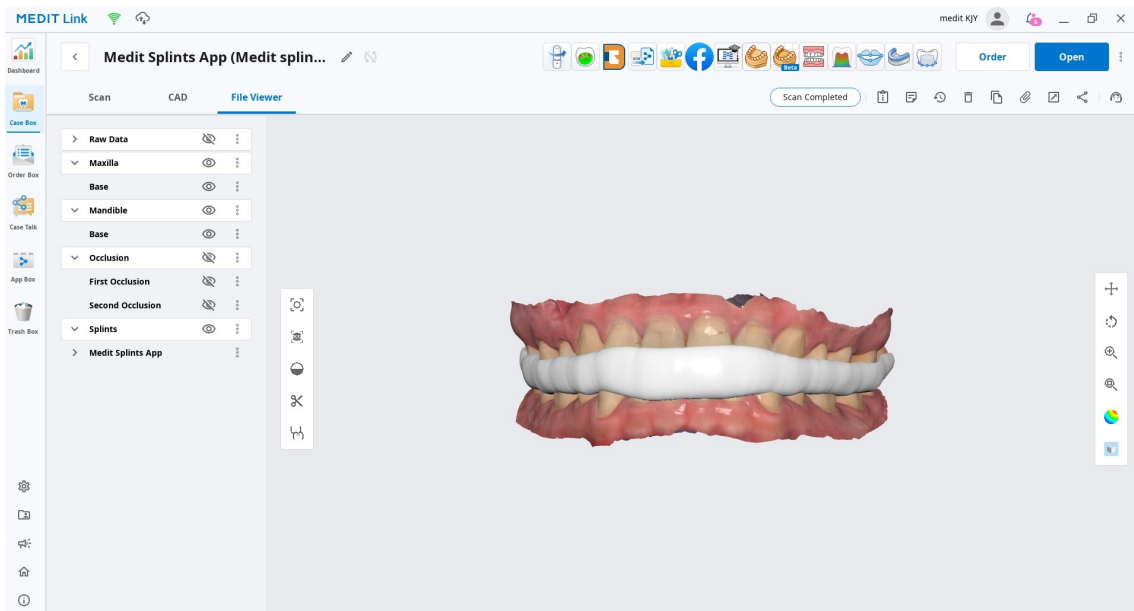 MEDIT Link
medit KJY
Dashboard
Case Box
Order Box
Case Talk
App Box
Trash Box
Medit Splints App (Medit splin...
Beta
Order
Open
Scan
CAD
File Viewer
Scan Completed
Raw Data
Maxilla
Base
Mandible
Base
Occlusion
First Occlusion
Second Occlusion
Splints
Medit Splints App